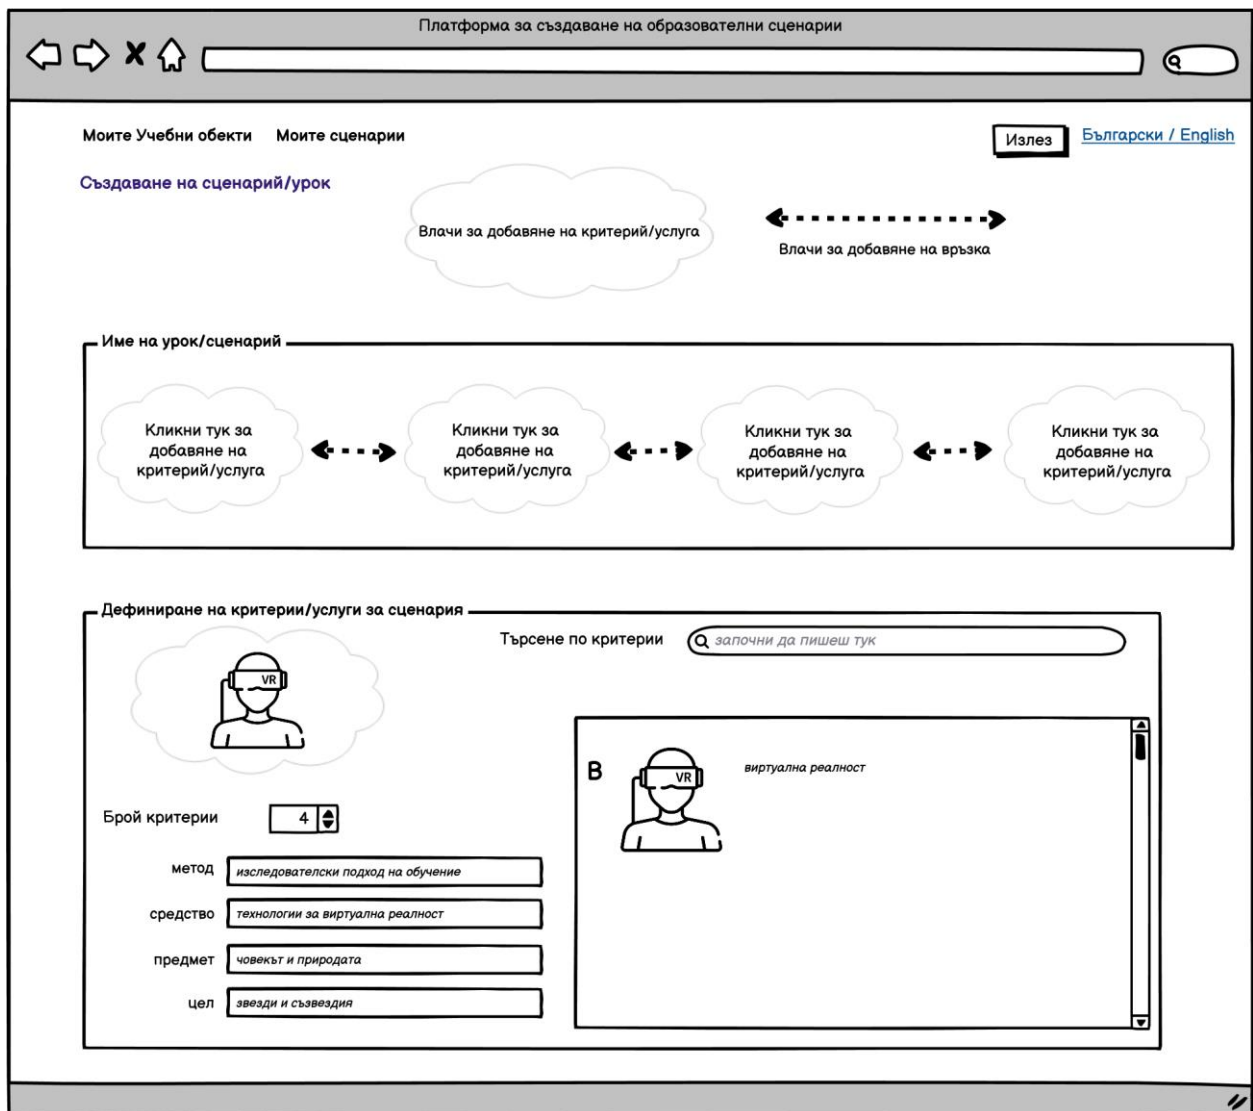 Платформа за създаване на образователни сценарии
Моите Учебни обекти Моите сценарии
Излез
Български / English
Създаване на сценарий/урок
Влачи за добавяне на критерий/услуга
Влачи за добавяне на връзка
Име на урок/сценарий
Кликни тук за
добавяне на
критерий/услуга
Кликни тук за
добавяне на
критерий/услуга
Кликни тук за
добавяне на
критерий/услуга
Кликни тук за
добавяне на
критерий/услуга
Дефиниране на критерии/услуги за сценария
VR
Търсене по критерии
започни да пишеш тук
Брой критерии
4
метод
изследователски подход на обучение
средство
технологии за виртуална реалност
предмет
човекът и природата
цел
звезди и съзвездия
В
VR
виртуална реалност